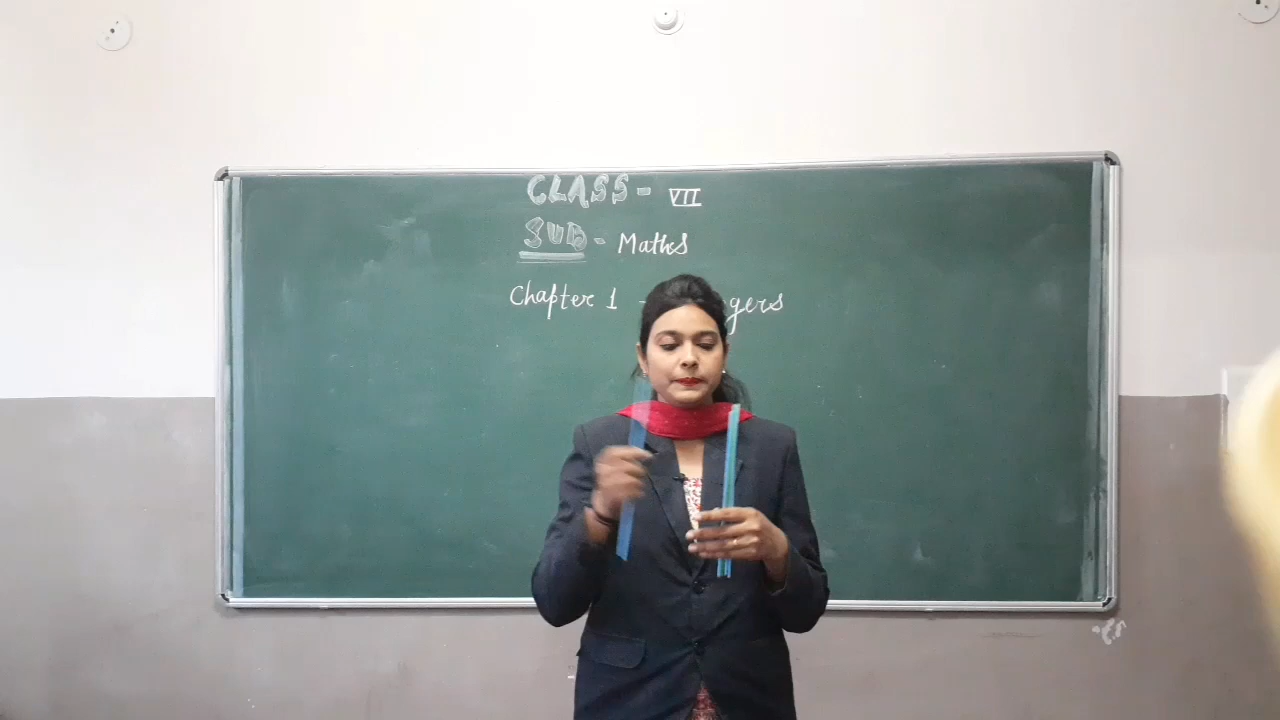 CLASS - VII
SUB - Maths
Chapter 1 - gers